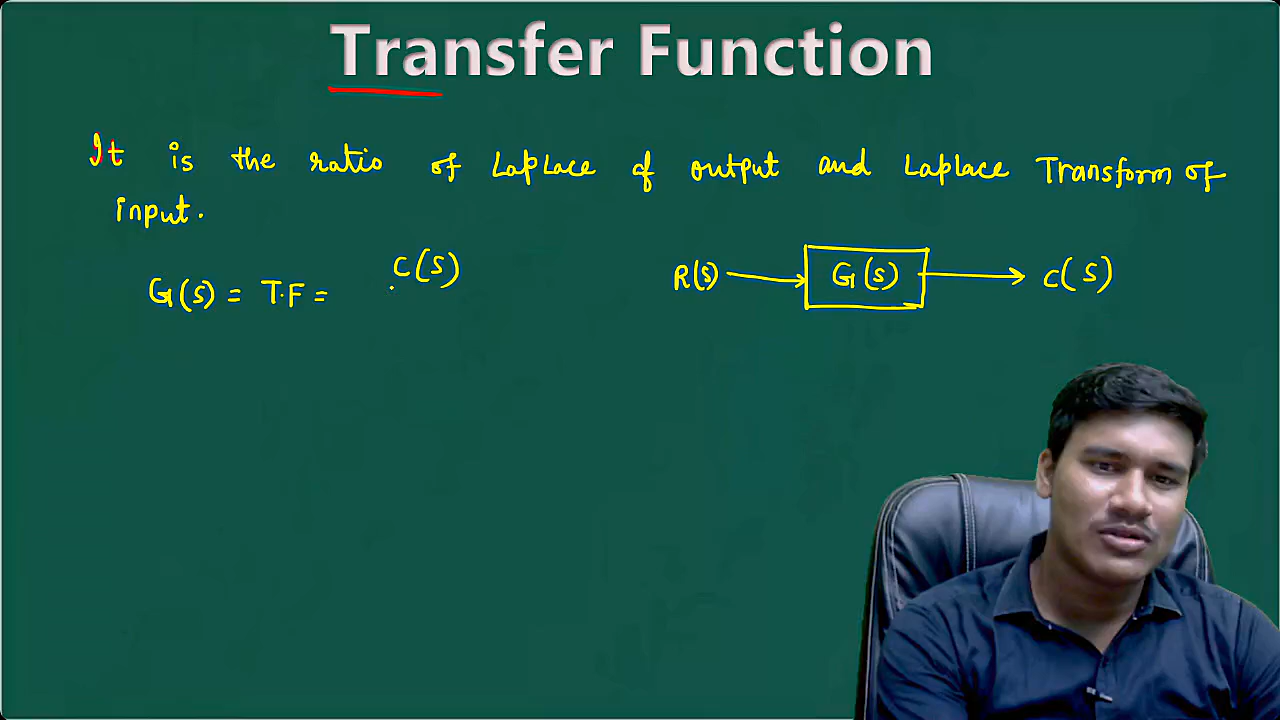 Transfer Function
It is the ratio of Laplace of output and Laplace Transform of
input.
G(s) = T.F = C(s)
R(s) G(s) C(s)